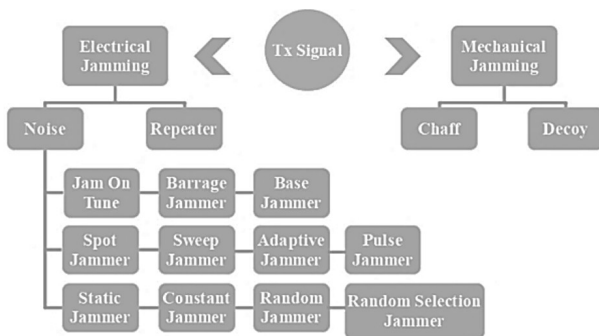 Electrical
Jamming
Tx Signal
Mechanical
Jamming
Noise
Repeater
Chaff
Decoy
Jam On
Tune
Barrage
Jammer
Base
Jammer
Spot
Jammer
Sweep
Jammer
Adaptive
Jammer
Pulse
Jammer
Static
Jammer
Constant
Jammer
Random
Jammer
Random Selection
Jammer